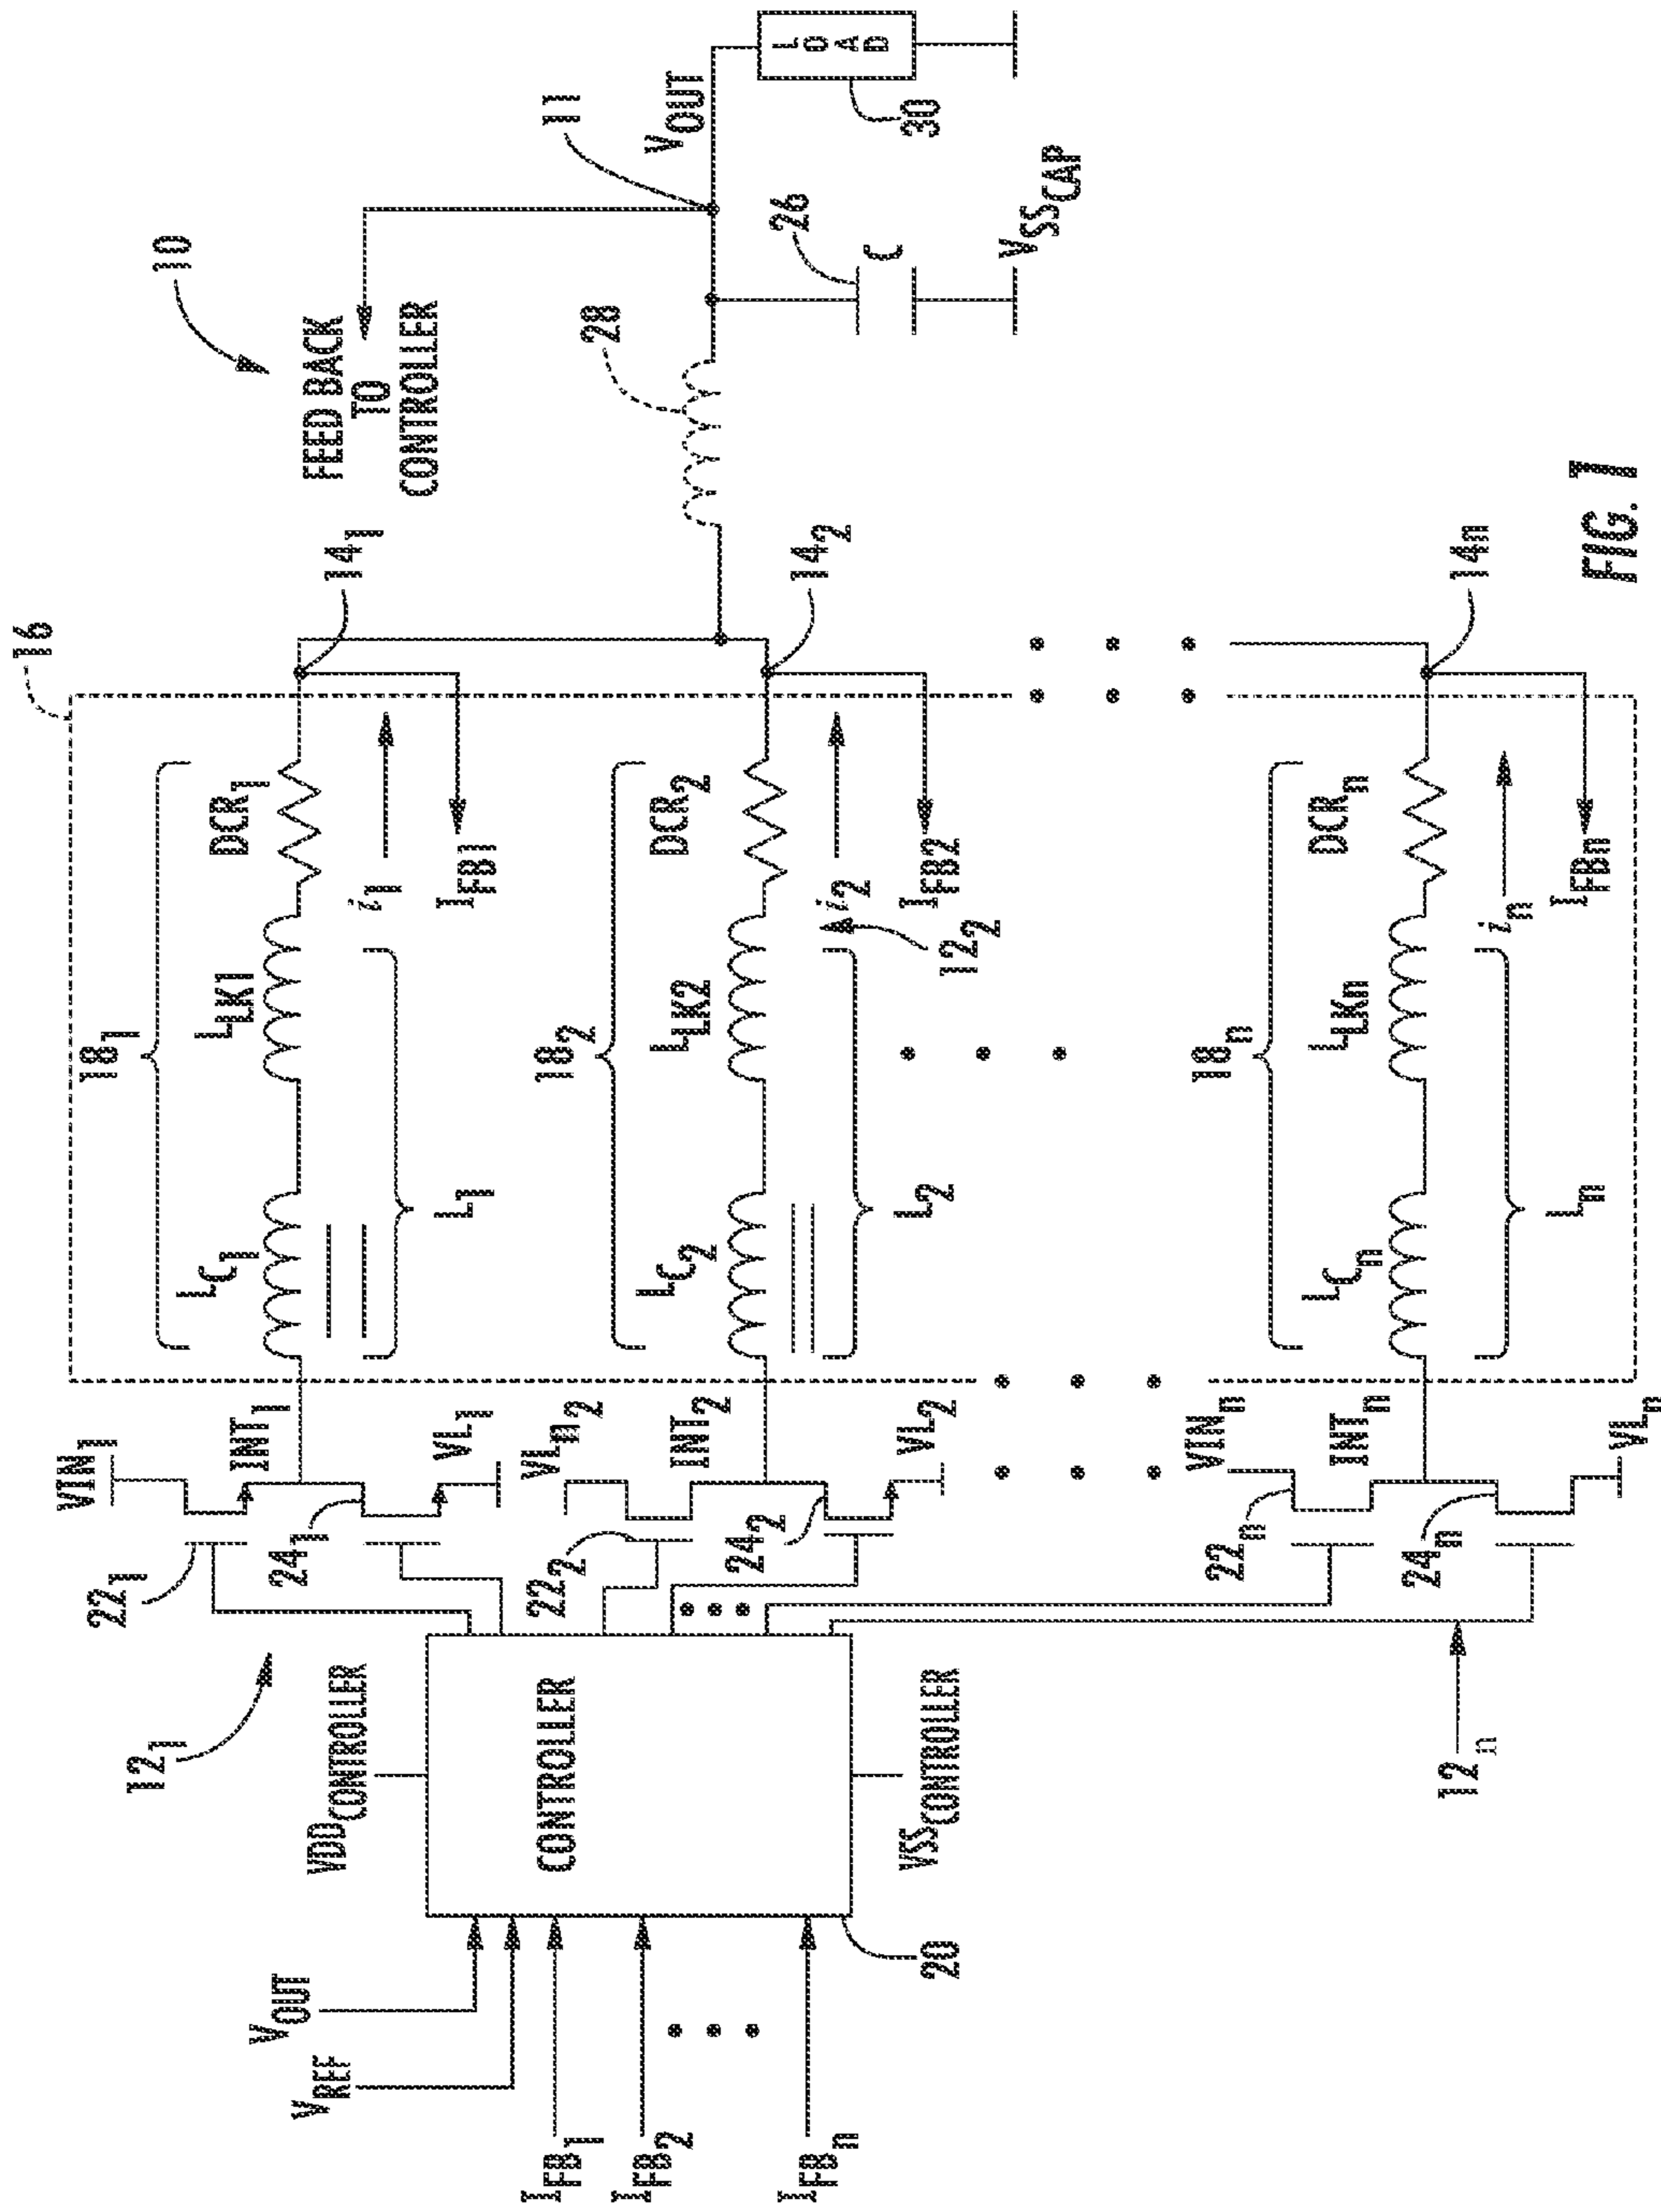 10
FEED BACK
TO
CONTROLLER
11
VOUT
LOAD
30
26
C
VSSCAP
28
16
14₁
14₂
14n
18₁
LC1
LLK1
DCR1
L1
i1
IFB1
18₂
LC2
LLK2
DCR2
L2
i2
IFB2
12₂
18n
LCn
LLKn
DCRn
Ln
in
IFBn
VIN1
INT1
VL1
22₁
24₁
12₁
VLn2
INT2
VL2
22₂
24₂
VINn
INTn
VLn
22n
24n
12n
VDDCONTROLLER
CONTROLLER
VSSCONTROLLER
20
VOUT
VREF
IFB1
IFB2
IFBn
FIG. 1